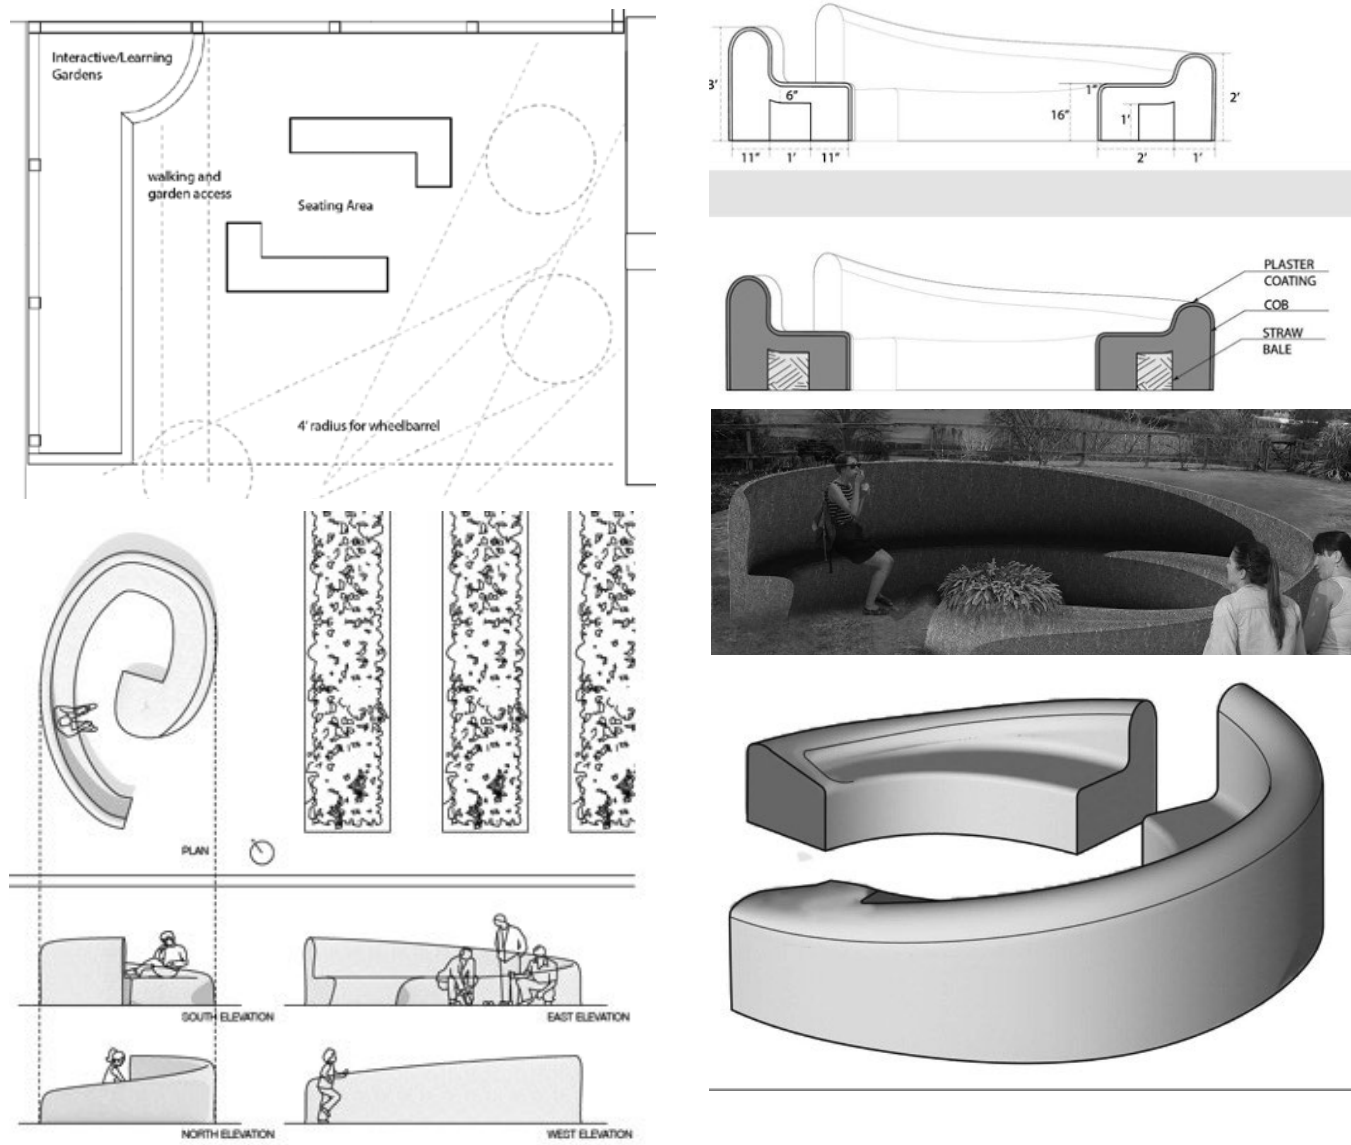 Interactive/Learning
Gardens
walking and
garden access
Seating Area
4' radius for wheelbarrel
PLAN
SOUTH ELEVATION
EAST ELEVATION
NORTH ELEVATION
WEST ELEVATION
3'
6"
11"
1'
11"
16"
1"
1'
2'
2'
1'
PLASTER
COATING
COB
STRAW
BALE